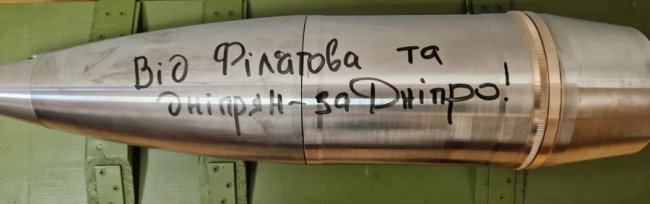 Від Філатова та
дніпрян-за Дніпро!